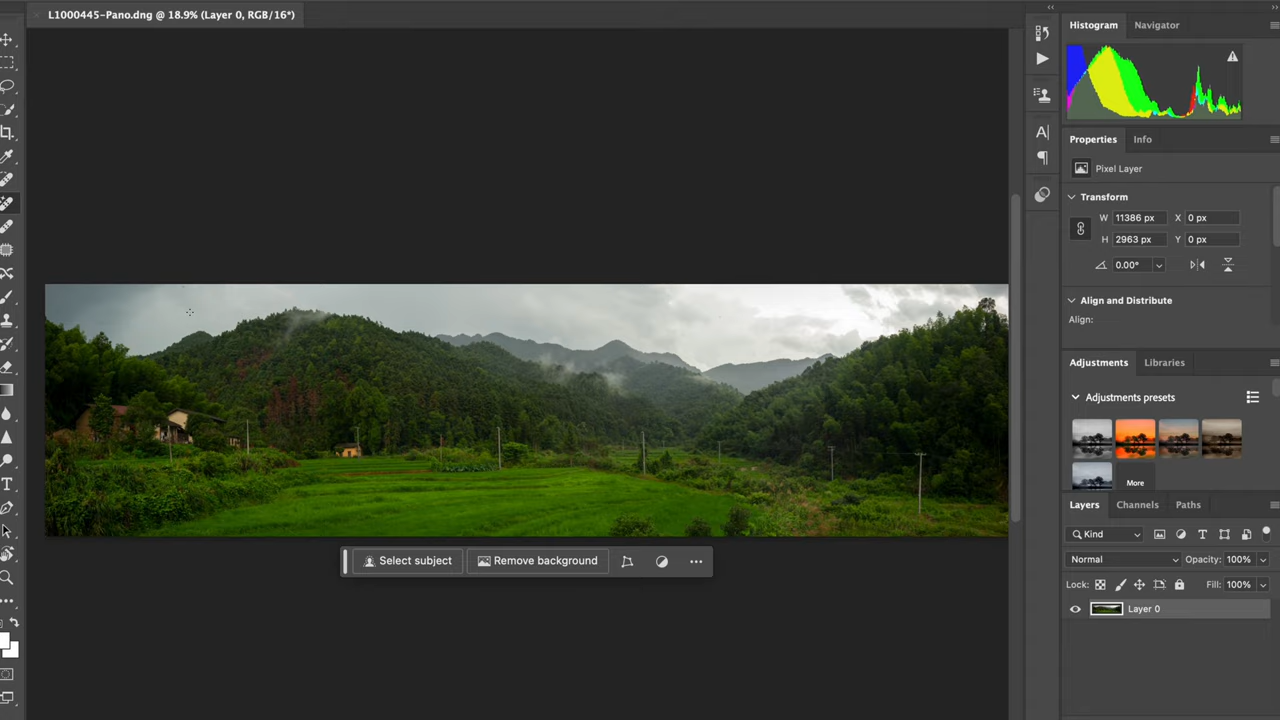 L1000445-Pano.dng @ 18.9% (Layer 0, RGB/16*)
Histogram Navigator
Properties Info
Pixel Layer
Transform
W 11386 px X 0 px
H 2963 px Y 0 px
0.00°
Align and Distribute
Align:
Adjustments Libraries
Adjustments presets
More
Layers Channels Paths
Kind
Normal Opacity: 100%
Lock: Fill: 100%
Layer 0
Select subject Remove background